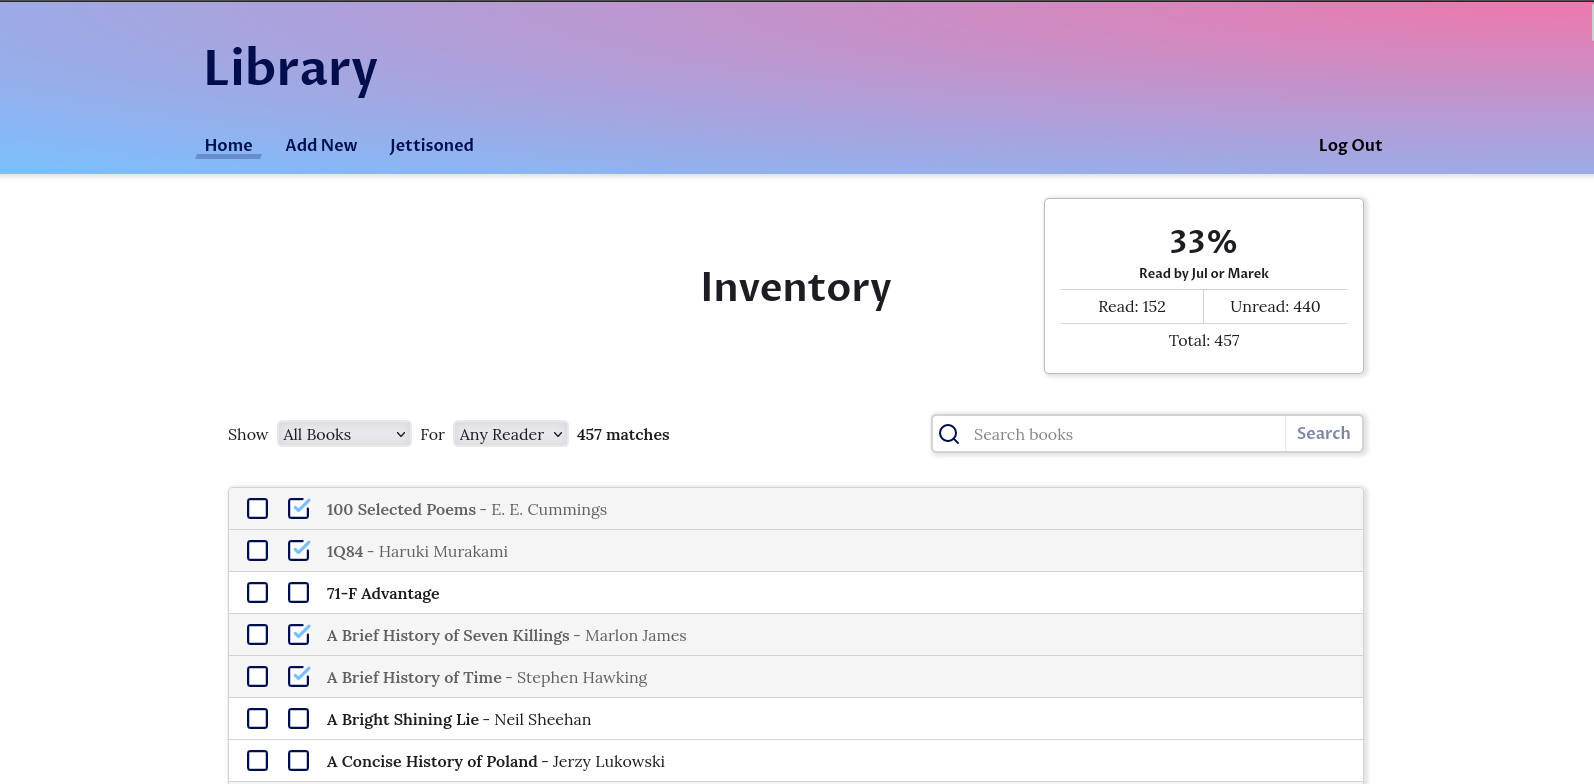 Library
Home Add New Jettisoned Log Out
33%
Read by Jul or Marek
Read: 152 Unread: 440
Total: 457
Inventory
Show All Books For Any Reader 457 matches Search books Search
100 Selected Poems - E. E. Cummings
1Q84 - Haruki Murakami
71-F Advantage
A Brief History of Seven Killings - Marlon James
A Brief History of Time - Stephen Hawking
A Bright Shining Lie - Neil Sheehan
A Concise History of Poland - Jerzy Lukowski